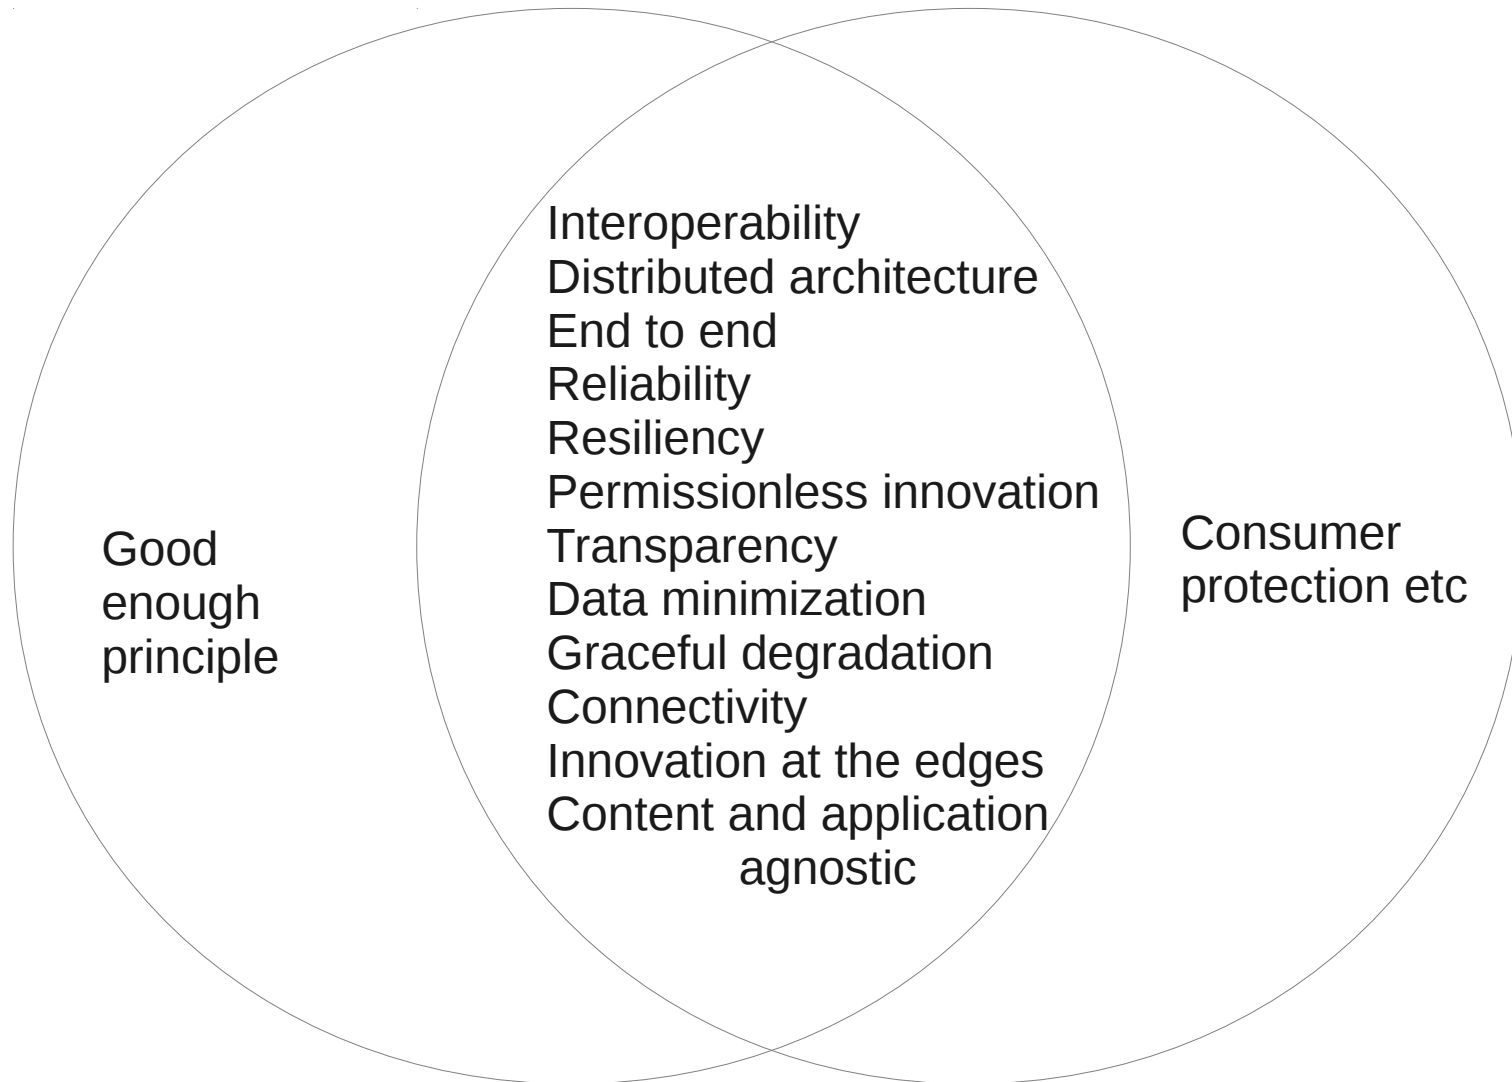 Good
enough
principle
Interoperability
Distributed architecture
End to end
Reliability
Resiliency
Permissionless innovation
Transparency
Data minimization
Graceful degradation
Connectivity
Innovation at the edges
Content and application
agnostic
Consumer
protection etc